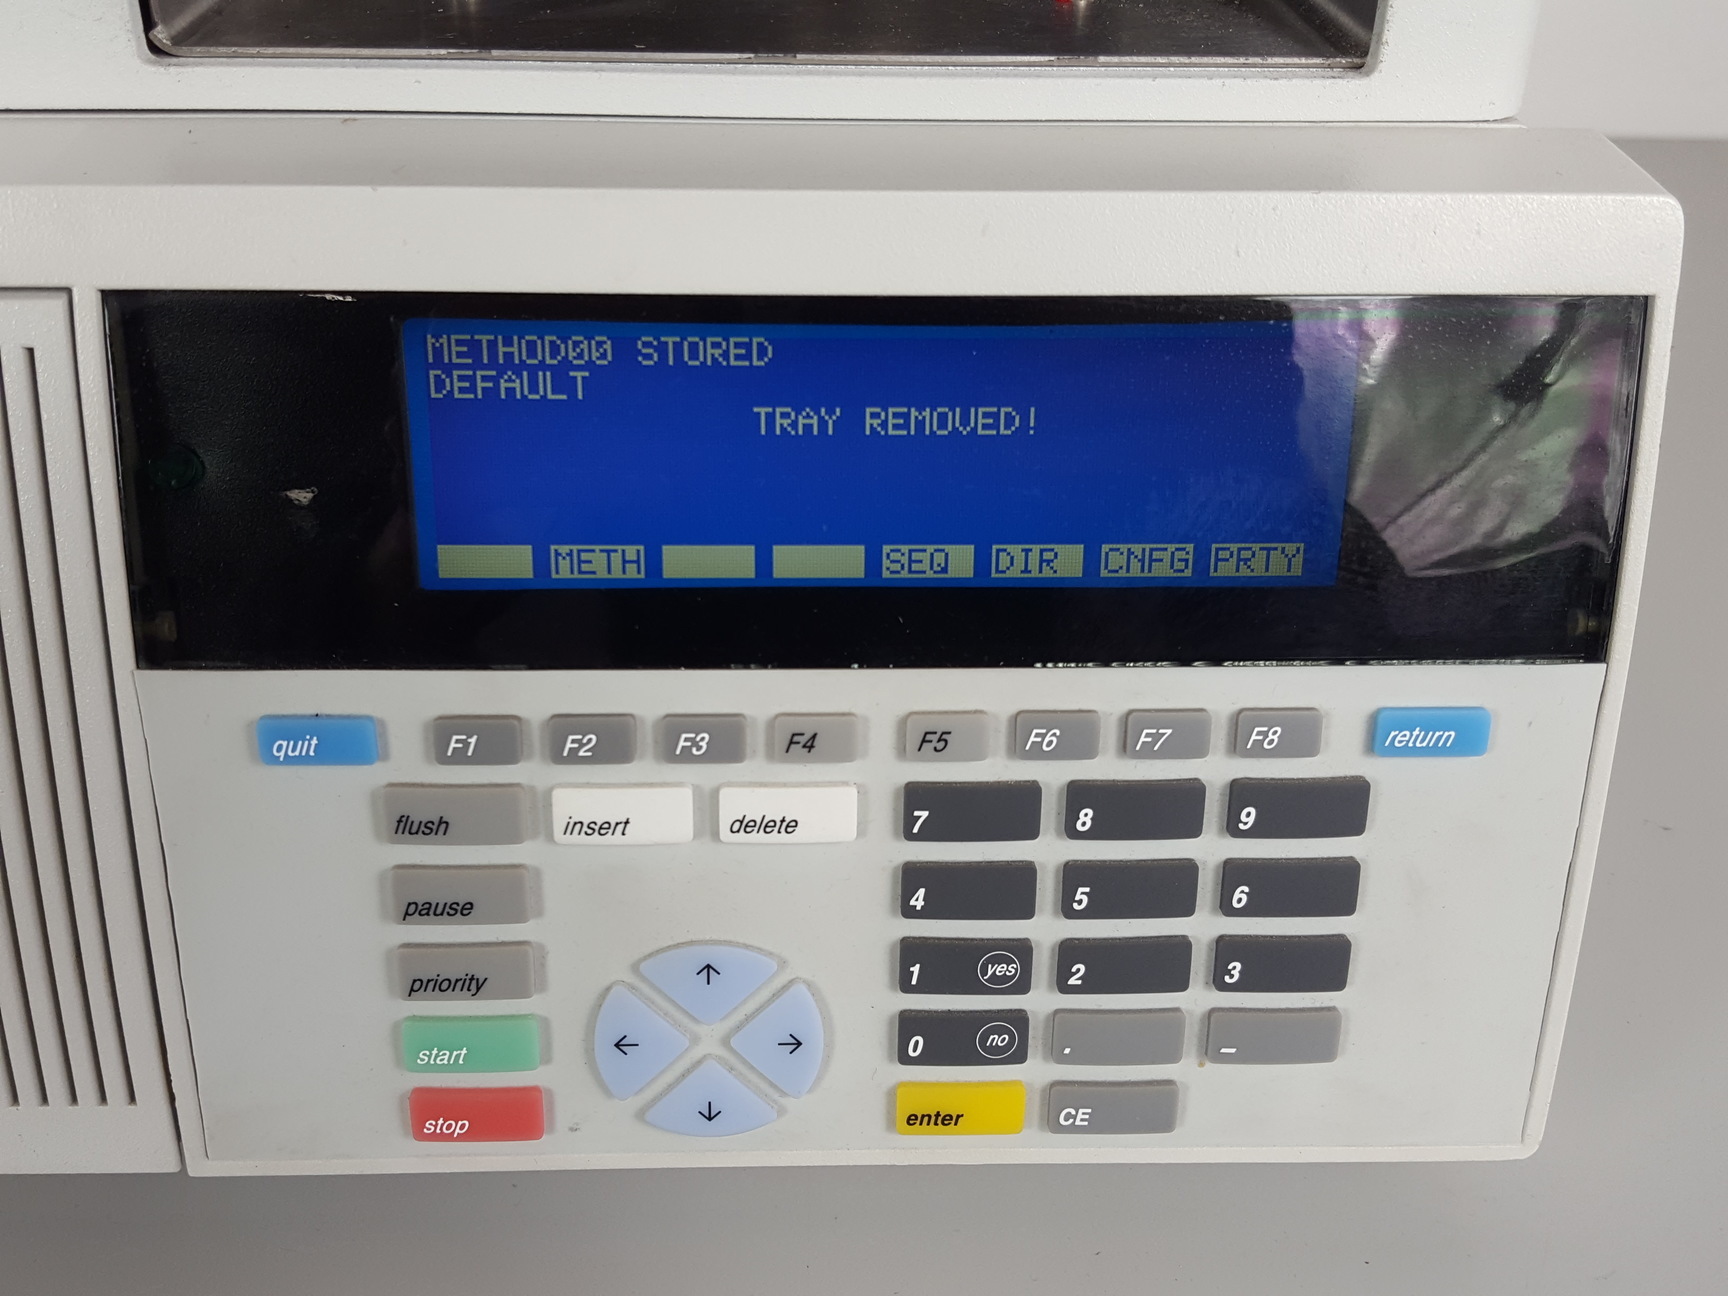 METHOD00 STORED
DEFAULT
TRAY REMOVED!
METH SEQ DIR CNFG PRTY
quit F1 F2 F3 F4 F5 F6 F7 F8 return
flush insert delete 7 8 9
pause 4 5 6
priority 1 yes 2 3
start ← ↑ → ↓ 0 no . –
stop enter CE